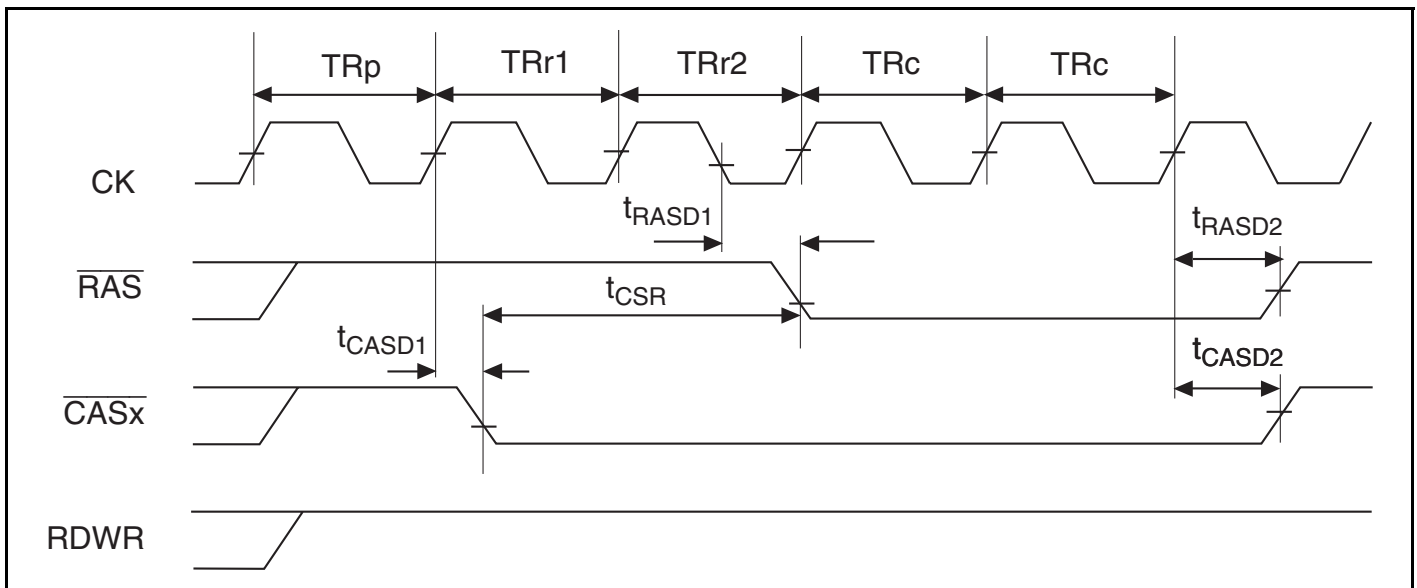 TRp TRr1 TRr2 TRc TRc
CK
tRASD1
tRASD2
RAS
tCSR
tCASD1
tCASD2
CASx
RDWR